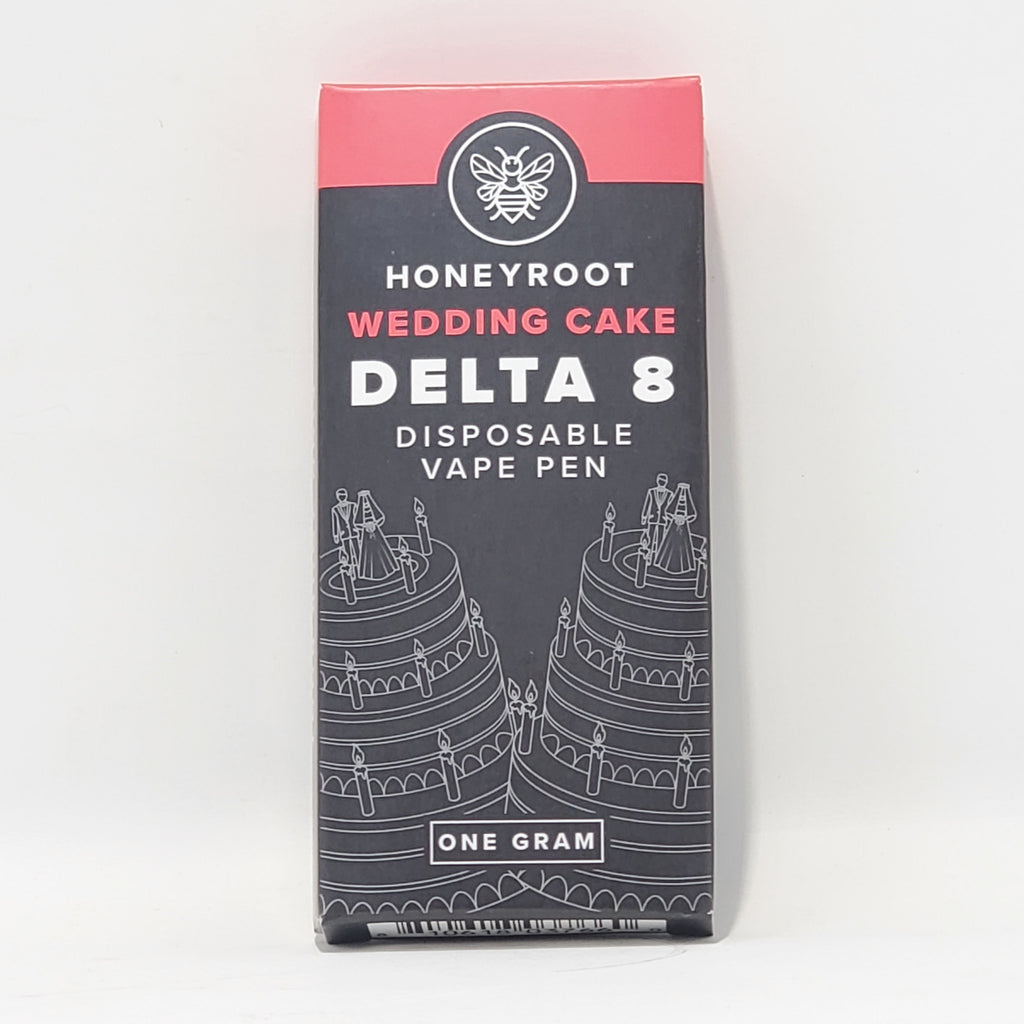 HONEYROOT
WEDDING CAKE
DELTA 8
DISPOSABLE
VAPE PEN
ONE GRAM